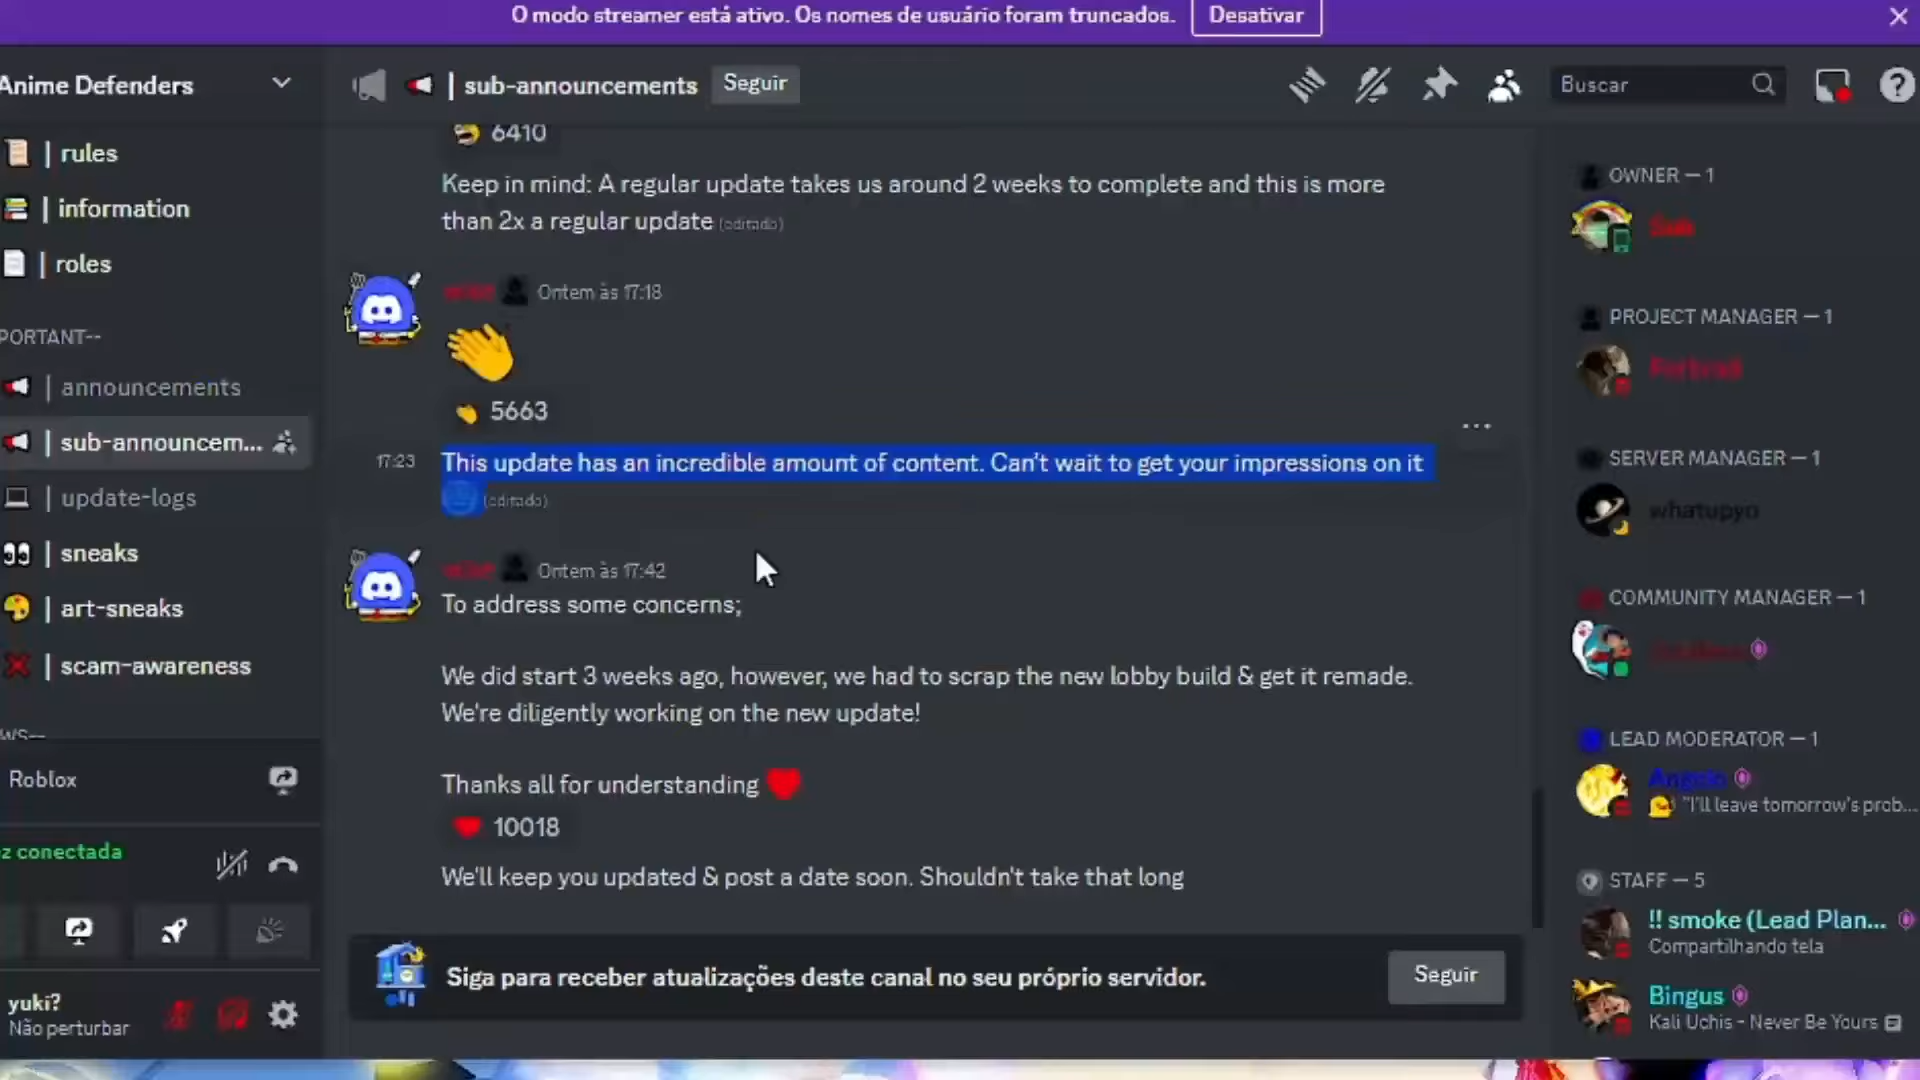 O modo streamer está ativo. Os nomes de usuário foram truncados.
Desativar
Anime Defenders
| sub-announcements
Seguir
Buscar
| rules
| information
| roles
PORTANT--
| announcements
| sub-announcem...
| update-logs
| sneaks
| art-sneaks
| scam-awareness
WS--
Roblox
z conectada
yuki?
Não perturbar
6410
Keep in mind: A regular update takes us around 2 weeks to complete and this is more
than 2x a regular update (editado)
Ontem às 17:18
5663
17:23
This update has an incredible amount of content. Can't wait to get your impressions on it
(editado)
Ontem às 17:42
To address some concerns;
We did start 3 weeks ago, however, we had to scrap the new lobby build & get it remade.
We're diligently working on the new update!
Thanks all for understanding
10018
We'll keep you updated & post a date soon. Shouldn't take that long
Siga para receber atualizações deste canal no seu próprio servidor.
Seguir
OWNER — 1
PROJECT MANAGER — 1
SERVER MANAGER — 1
whatupyo
COMMUNITY MANAGER — 1
LEAD MODERATOR — 1
Angelo
"I'll leave tomorrow's prob...
STAFF — 5
!! smoke (Lead Plan...
Compartilhando tela
Bingus
Kali Uchis - Never Be Yours